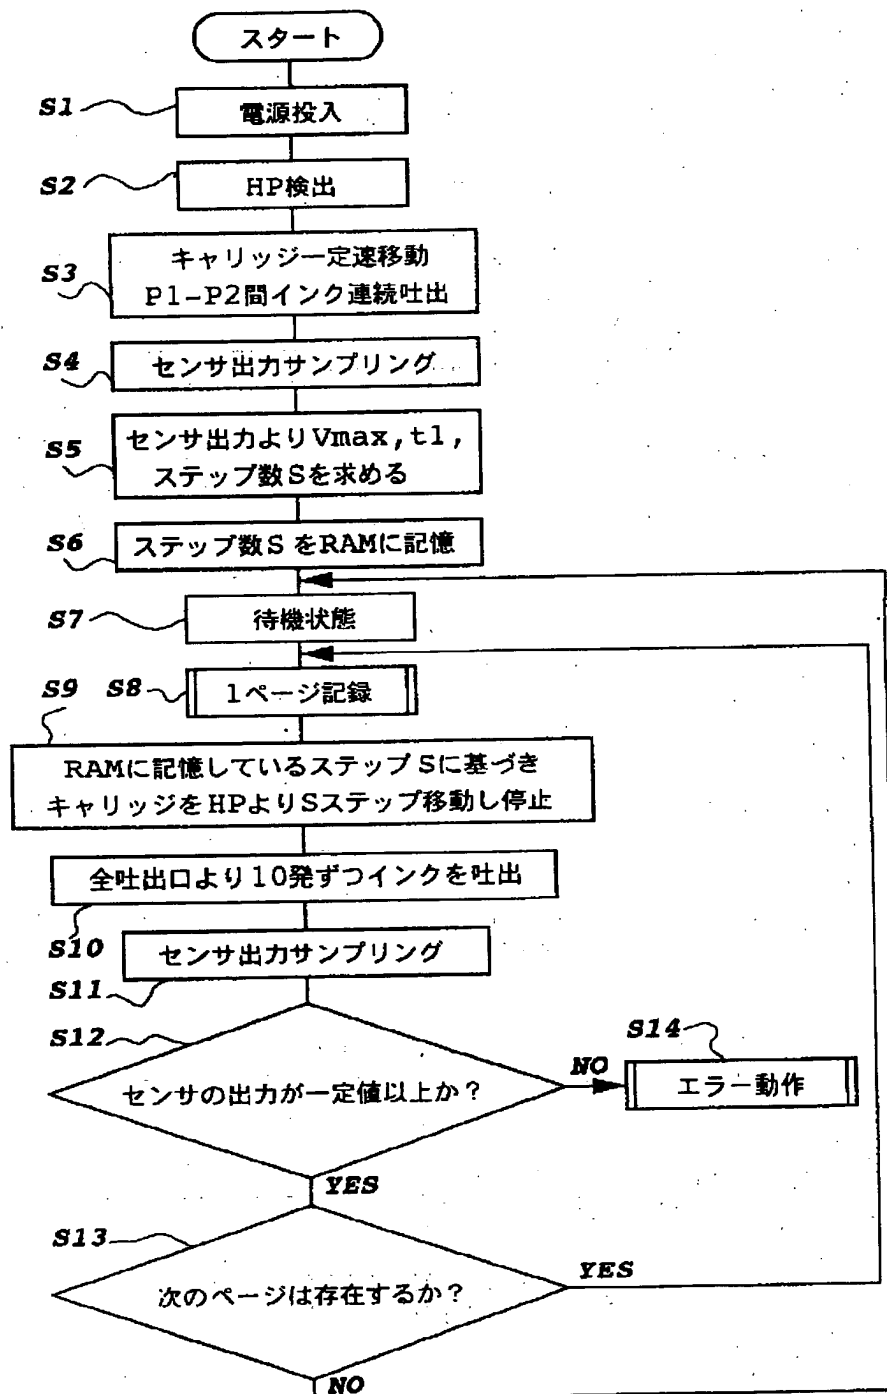 スタート
S1
電源投入
S2
HP検出
S3
キャリッジ一定速移動
P1-P2間インク連続吐出
S4
センサ出力サンプリング
S5
センサ出力よりVmax,t1,
ステップ数Sを求める
S6
ステップ数SをRAMに記憶
S7
待機状態
S9 S8
1ページ記録
RAMに記憶しているステップSに基づき
キャリッジをHPよりSステップ移動し停止
全吐出口より10発ずつインクを吐出
S10
センサ出力サンプリング
S11
S12
センサの出力が一定値以上か?
NO
S14
エラー動作
YES
S13
次のページは存在するか?
YES
NO